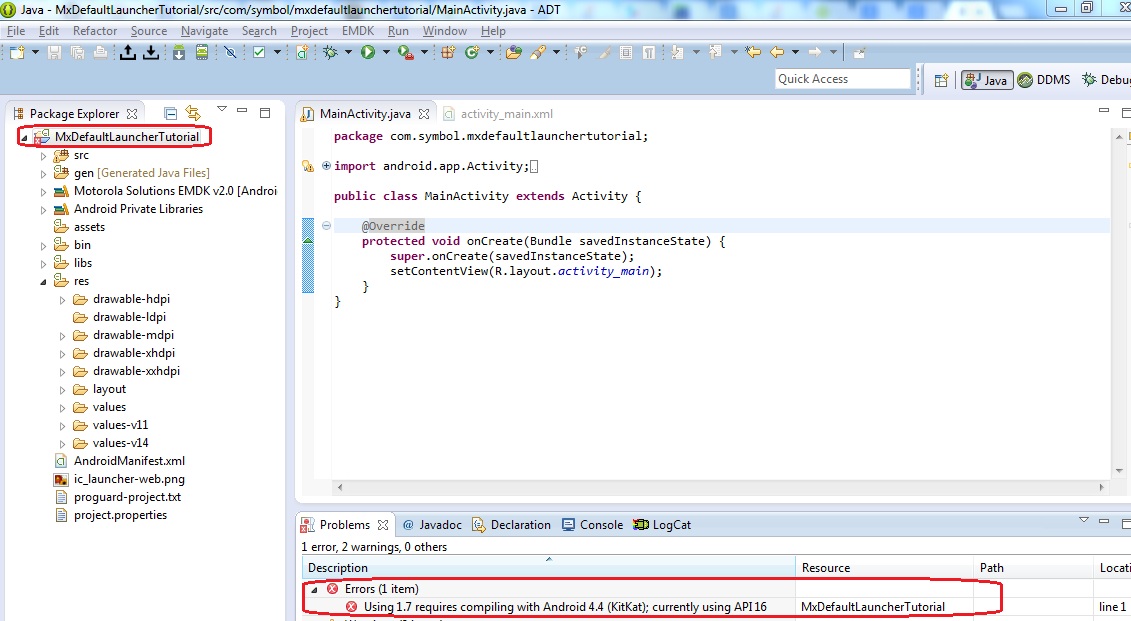 Java - MxDefaultLauncherTutorial/src/com/symbol/mxdefaultlaunchertutorial/MainActivity.java - ADT
File Edit Refactor Source Navigate Search Project EMDK Run Window Help
Quick Access
Java DDMS Debu
Package Explorer
MxDefaultLauncherTutorial
src
gen [Generated Java Files]
Motorola Solutions EMDK v2.0 [Androi
Android Private Libraries
assets
bin
libs
res
drawable-hdpi
drawable-ldpi
drawable-mdpi
drawable-xhdpi
drawable-xxhdpi
layout
values
values-v11
values-v14
AndroidManifest.xml
ic_launcher-web.png
proguard-project.txt
project.properties
MainActivity.java activity_main.xml
package com.symbol.mxdefaultlaunchertutorial;
import android.app.Activity;
public class MainActivity extends Activity {
@Override
protected void onCreate(Bundle savedInstanceState) {
super.onCreate(savedInstanceState);
setContentView(R.layout.activity_main);
}
}
Problems @ Javadoc Declaration Console LogCat
1 error, 2 warnings, 0 others
Description Resource Path Locati
Errors (1 item)
Using 1.7 requires compiling with Android 4.4 (KitKat); currently using API 16 MxDefaultLauncherTutorial line 1